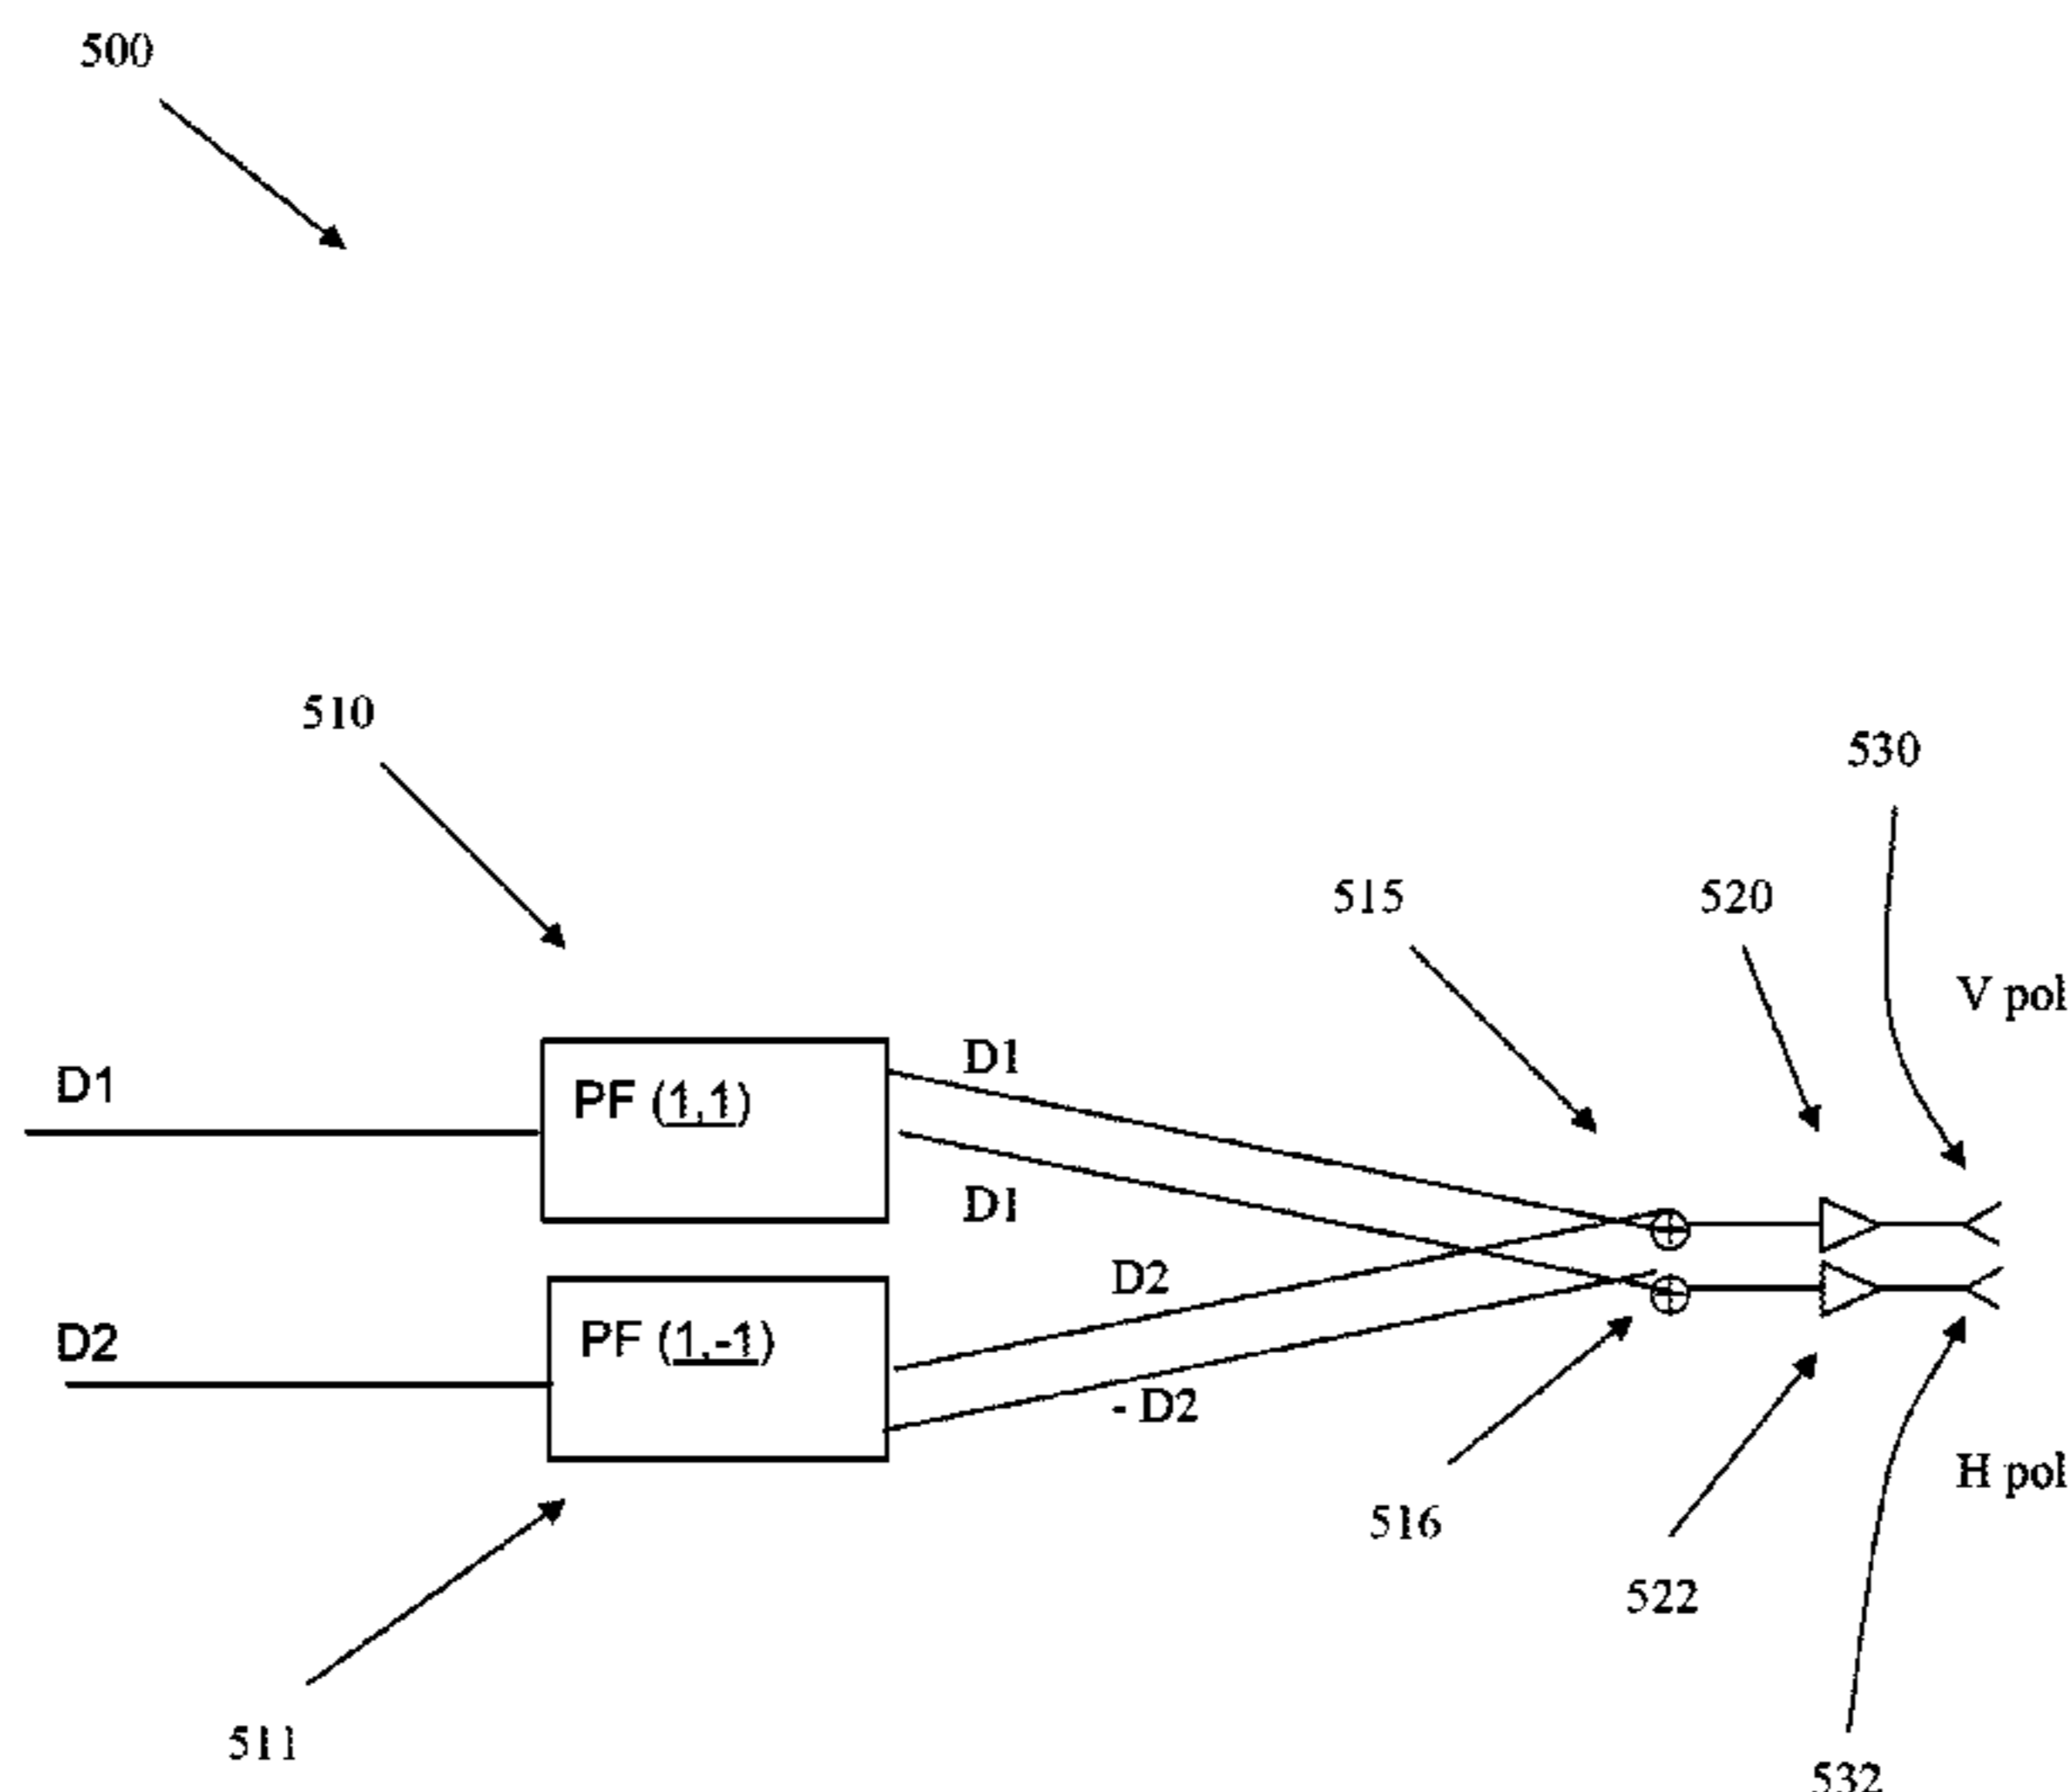 500
510
530
515
520
V pol
D1
PF (1,1)
D1
D1
D2
D2
PF (1,-1)
- D2
H pol
516
522
511
532